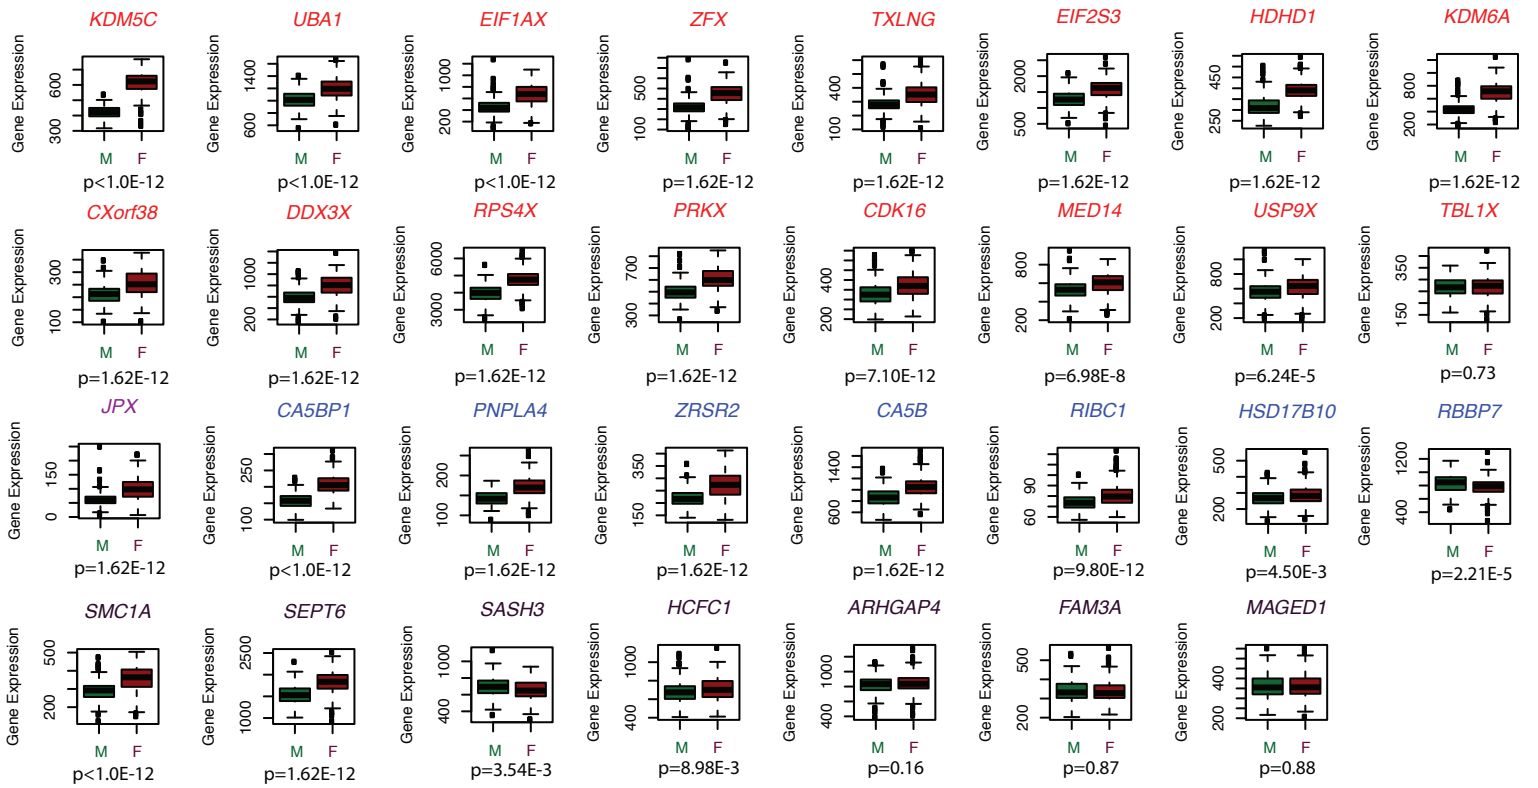 KDM5C UBA1 EIF1AX ZFX TXLNG EIF2S3 HDHD1 KDM6A
Gene Expression 300 600 M F p<1.0E-12
Gene Expression 600 1400 M F p<1.0E-12
Gene Expression 200 1000 M F p<1.0E-12
Gene Expression 100 500 M F p=1.62E-12
Gene Expression 100 400 M F p=1.62E-12
Gene Expression 500 2000 M F p=1.62E-12
Gene Expression 250 450 M F p=1.62E-12
Gene Expression 200 800 M F p=1.62E-12
CXorf38 DDX3X RPS4X PRKX CDK16 MED14 USP9X TBL1X
Gene Expression 100 300 M F p=1.62E-12
Gene Expression 200 1000 M F p=1.62E-12
Gene Expression 3000 6000 M F p=1.62E-12
Gene Expression 300 700 M F p=1.62E-12
Gene Expression 200 400 M F p=7.10E-12
Gene Expression 200 800 M F p=6.98E-8
Gene Expression 200 800 M F p=6.24E-5
Gene Expression 150 350 M F p=0.73
JPX CA5BP1 PNPLA4 ZRSR2 CA5B RIBC1 HSD17B10 RBBP7
Gene Expression 0 150 M F p=1.62E-12
Gene Expression 100 250 M F p<1.0E-12
Gene Expression 100 200 M F p=1.62E-12
Gene Expression 150 350 M F p=1.62E-12
Gene Expression 600 1400 M F p=1.62E-12
Gene Expression 60 90 M F p=9.80E-12
Gene Expression 200 500 M F p=4.50E-3
Gene Expression 400 1200 M F p=2.21E-5
SMC1A SEPT6 SASH3 HCFC1 ARHGAP4 FAM3A MAGED1
Gene Expression 200 500 M F p<1.0E-12
Gene Expression 1000 2500 M F p=1.62E-12
Gene Expression 400 1000 M F p=3.54E-3
Gene Expression 400 1000 M F p=8.98E-3
Gene Expression 400 1000 M F p=0.16
Gene Expression 200 500 M F p=0.87
Gene Expression 200 400 M F p=0.88